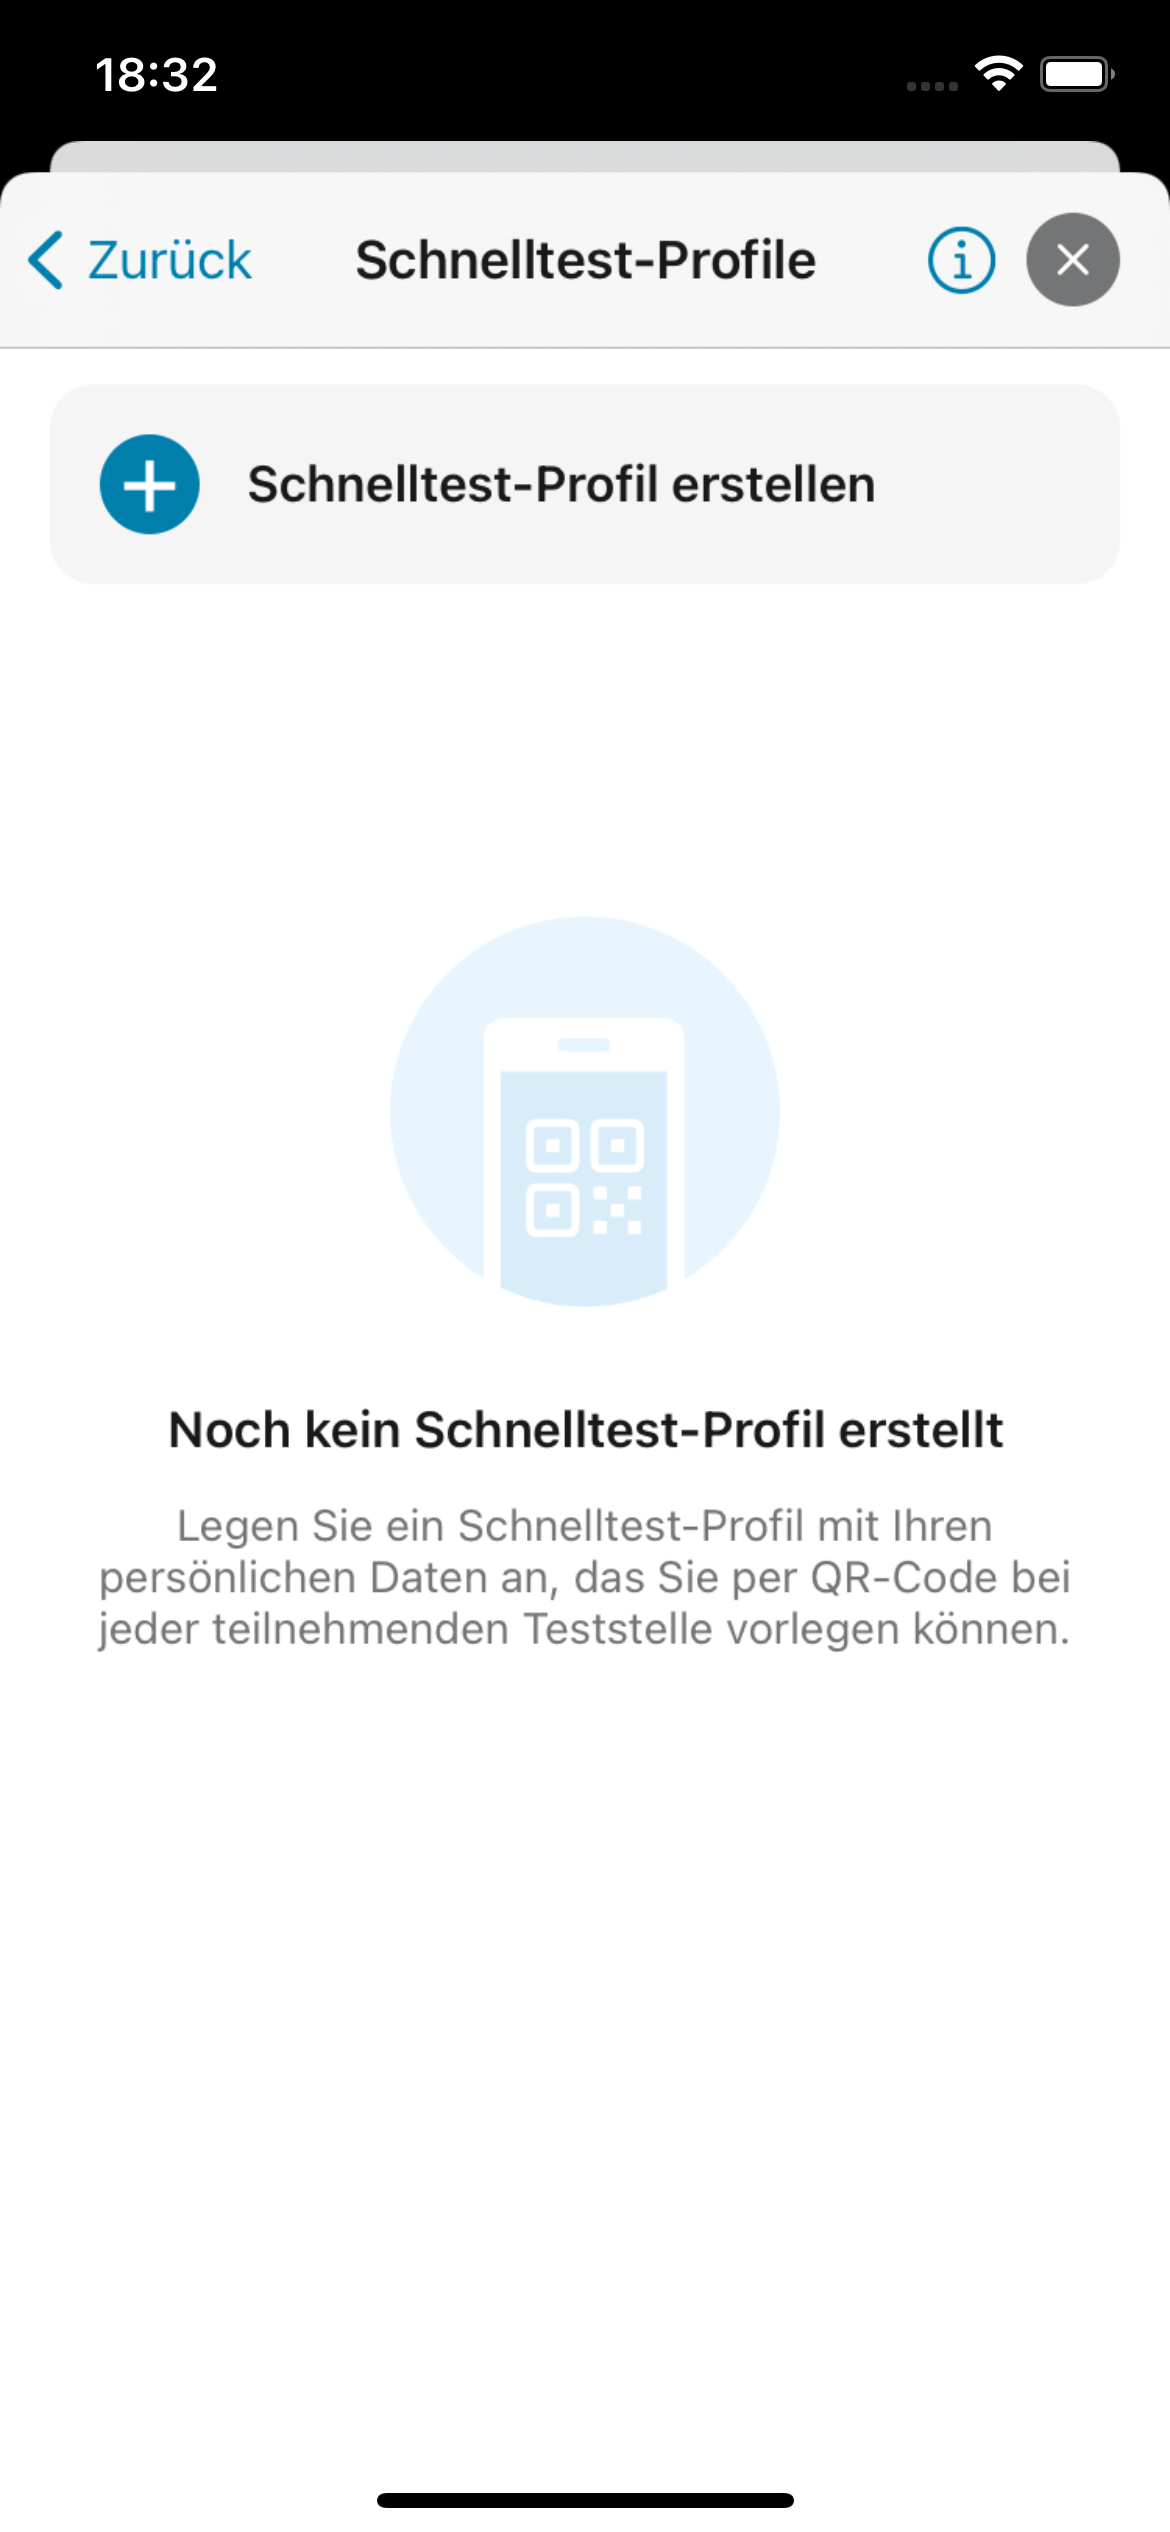 18:32
Zurück
Schnelltest-Profile
Schnelltest-Profil erstellen
Noch kein Schnelltest-Profil erstellt
Legen Sie ein Schnelltest-Profil mit Ihren
persönlichen Daten an, das Sie per QR-Code bei
jeder teilnehmenden Teststelle vorlegen können.